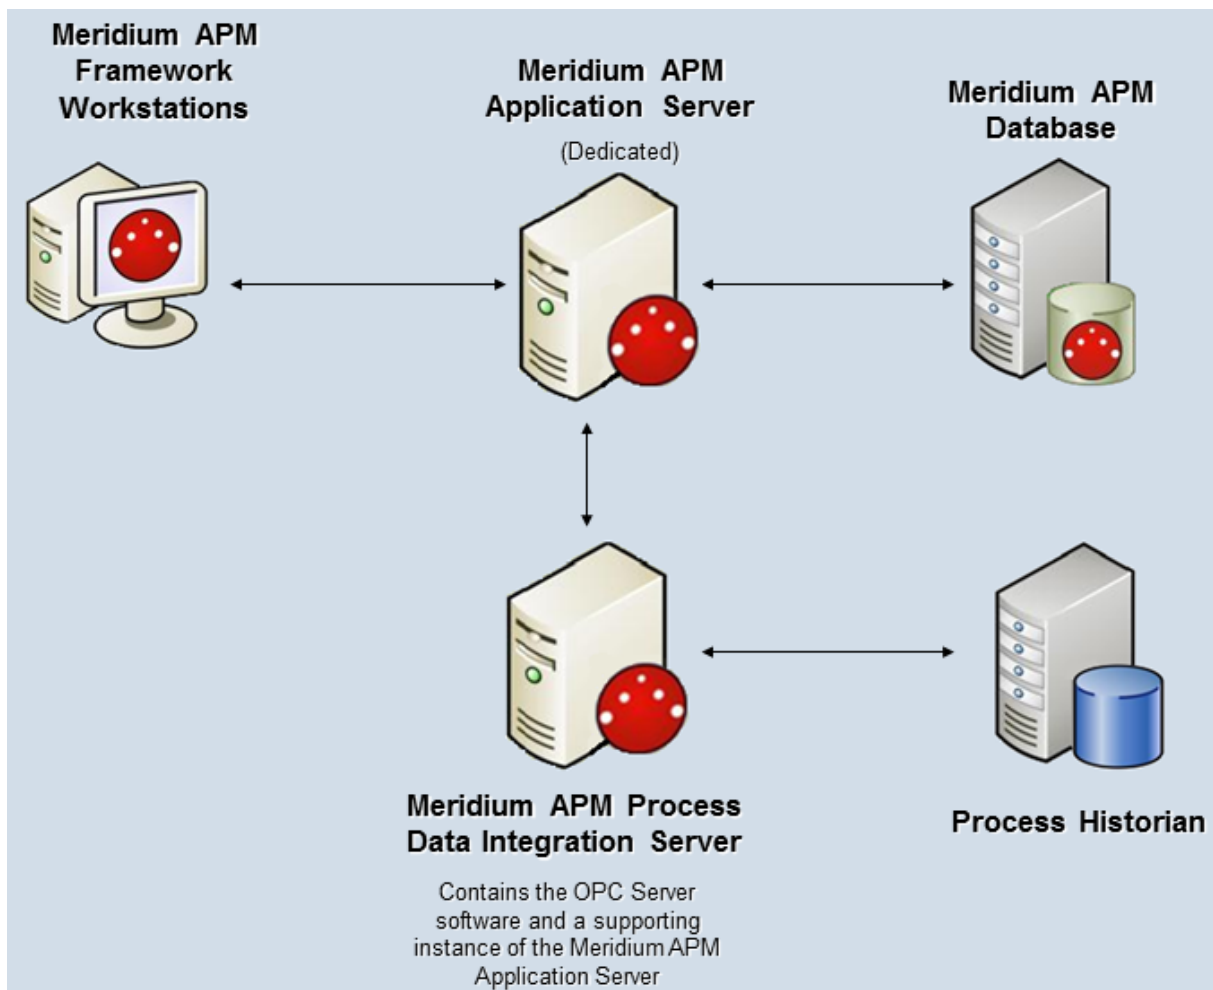 Meridium APM
Framework
Workstations
Meridium APM
Application Server
(Dedicated)
Meridium APM
Database
Meridium APM Process
Data Integration Server
Contains the OPC Server
software and a supporting
instance of the Meridium APM
Application Server
Process Historian